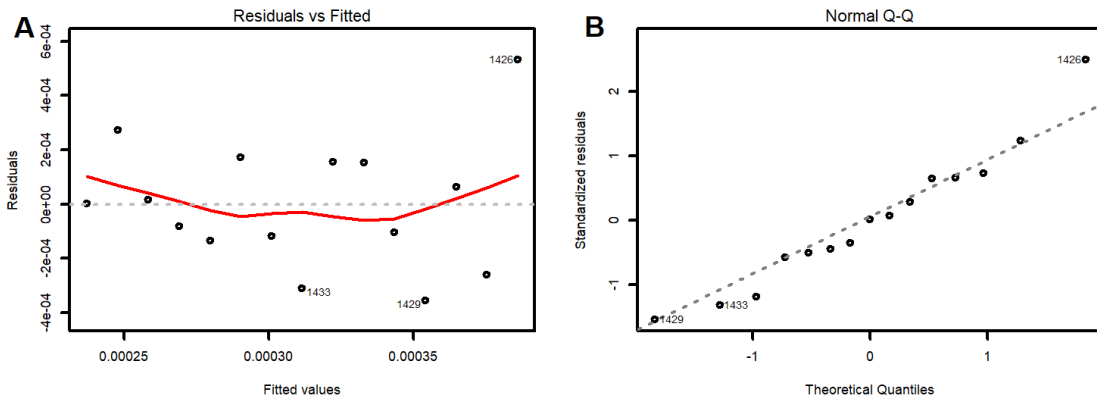 A
Residuals vs Fitted
Residuals
-4e-04
-2e-04
0e+00
2e-04
4e-04
6e-04
1426
1433
1429
0.00025
0.00030
0.00035
Fitted values
B
Normal Q-Q
Standardized residuals
-1
0
1
2
1426
1433
1429
-1
0
1
Theoretical Quantiles